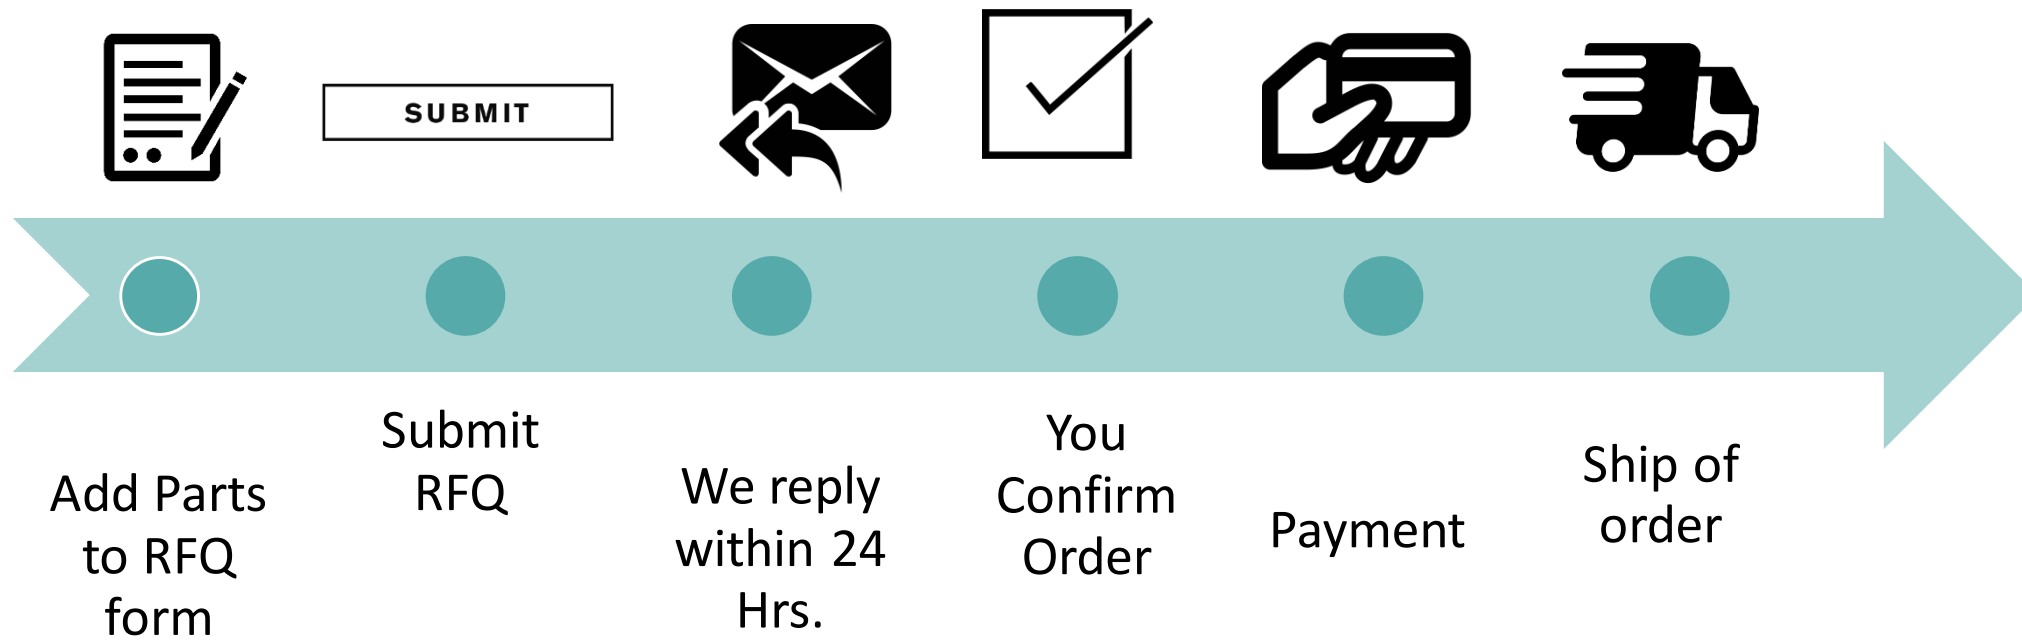 SUBMIT
Add Parts
to RFQ
form
Submit
RFQ
We reply
within 24
Hrs.
You
Confirm
Order
Payment
Ship of
order